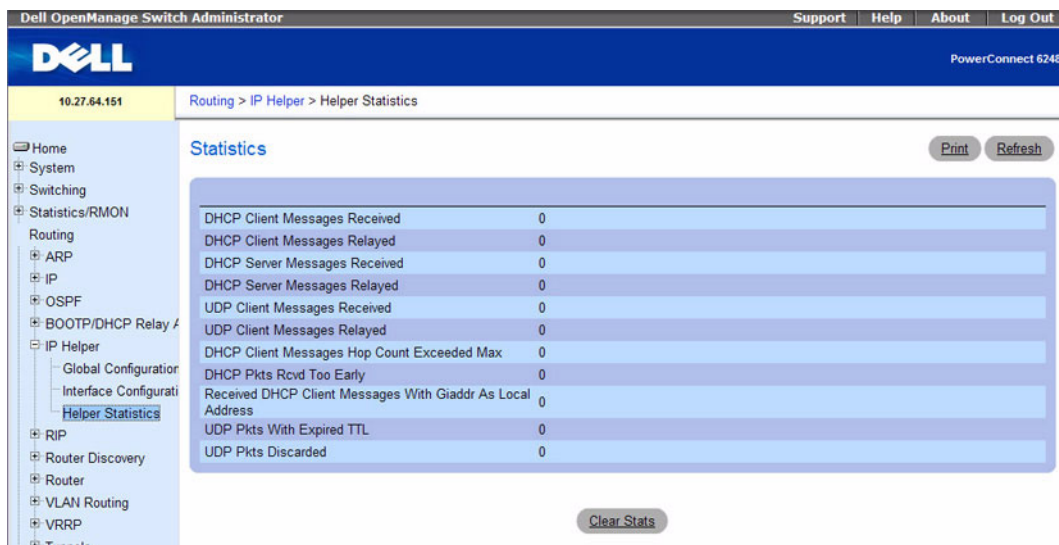 Dell OpenManage Switch Administrator
Support Help About Log Out
DELL
PowerConnect 6248
10.27.64.151
Routing > IP Helper > Helper Statistics
Home
System
Switching
Statistics/RMON
Routing
ARP
IP
OSPF
BOOTP/DHCP Relay A
IP Helper
Global Configuration
Interface Configurati
Helper Statistics
RIP
Router Discovery
Router
VLAN Routing
VRRP
Statistics
Print Refresh
DHCP Client Messages Received 0
DHCP Client Messages Relayed 0
DHCP Server Messages Received 0
DHCP Server Messages Relayed 0
UDP Client Messages Received 0
UDP Client Messages Relayed 0
DHCP Client Messages Hop Count Exceeded Max 0
DHCP Pkts Rcvd Too Early 0
Received DHCP Client Messages With Giaddr As Local
Address 0
UDP Pkts With Expired TTL 0
UDP Pkts Discarded 0
Clear Stats